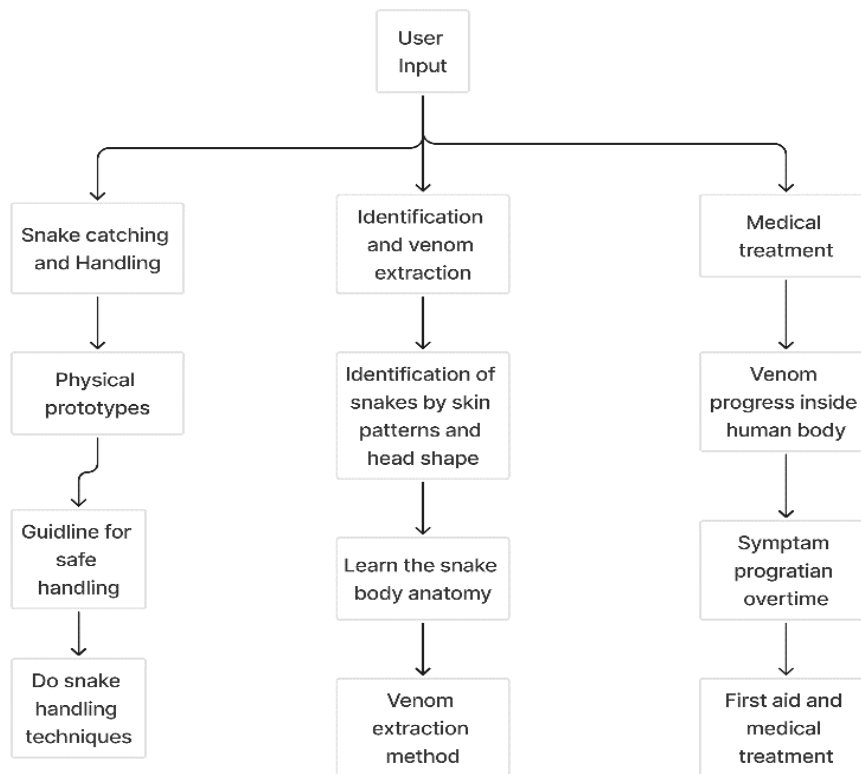 User
Input
Snake catching
and Handling
Identification
and venom
extraction
Medical
treatment
Physical
prototypes
Identification of
snakes by skin
patterns and
head shape
Venom
progress inside
human body
Guidline for
safe
handling
Learn the snake
body anatomy
Symptam
progratian
overtime
Do snake
handling
techniques
Venom
extraction
method
First aid and
medical
treatment